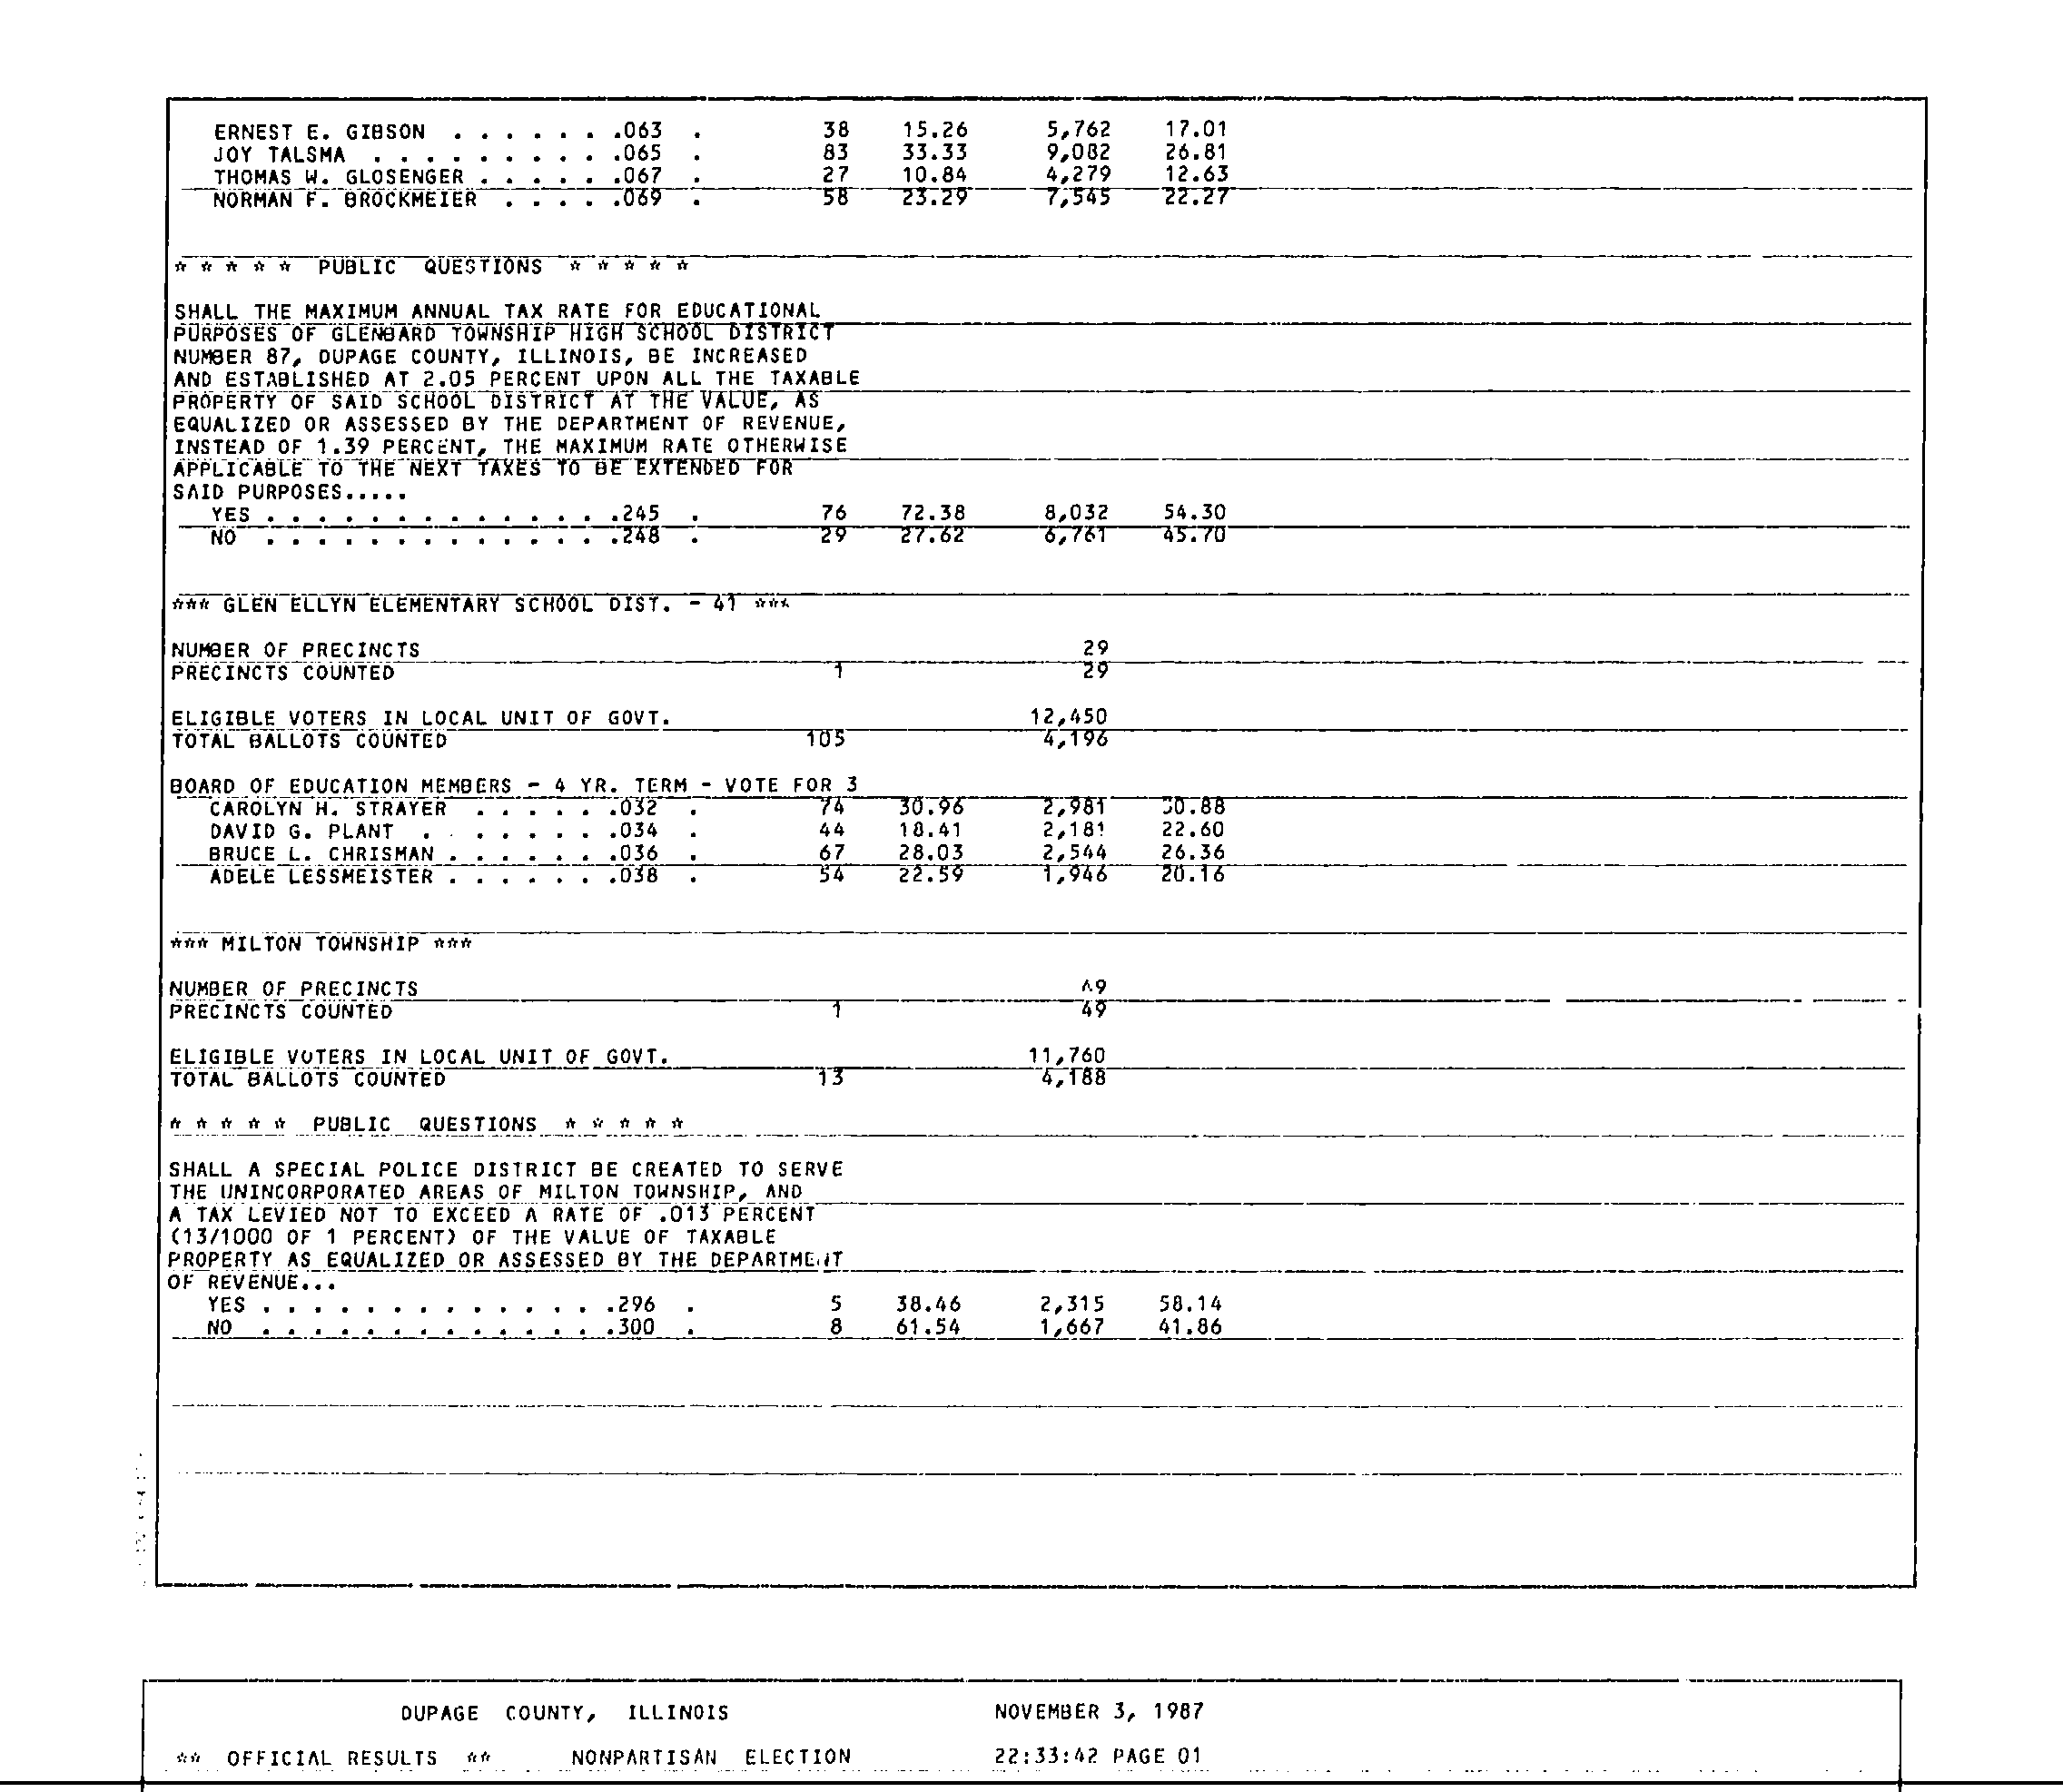 ERNEST E. GIBSON . . . . . . .063 . 38 15.26 5,762 17.01
JOY TALSMA . . . . . . . . . .065 . 83 33.33 9,082 26.81
THOMAS W. GLOSENGER . . . . . .067 . 27 10.84 4,279 12.63
NORMAN F. BROCKMEIER . . . . .069 . 58 23.29 7,545 22.27
* * * * * PUBLIC QUESTIONS * * * * *
SHALL THE MAXIMUM ANNUAL TAX RATE FOR EDUCATIONAL
PURPOSES OF GLENBARD TOWNSHIP HIGH SCHOOL DISTRICT
NUMBER 87, DUPAGE COUNTY, ILLINOIS, BE INCREASED
AND ESTABLISHED AT 2.05 PERCENT UPON ALL THE TAXABLE
PROPERTY OF SAID SCHOOL DISTRICT AT THE VALUE, AS
EQUALIZED OR ASSESSED BY THE DEPARTMENT OF REVENUE,
INSTEAD OF 1.39 PERCENT, THE MAXIMUM RATE OTHERWISE
APPLICABLE TO THE NEXT TAXES TO BE EXTENDED FOR
SAID PURPOSES.....
YES . . . . . . . . . . . . . .245 . 76 72.38 8,032 54.30
NO . . . . . . . . . . . . . .248 . 29 27.62 6,761 45.70
*** GLEN ELLYN ELEMENTARY SCHOOL DIST. - 41 ***
NUMBER OF PRECINCTS 29
PRECINCTS COUNTED 1 29
ELIGIBLE VOTERS IN LOCAL UNIT OF GOVT. 12,450
TOTAL BALLOTS COUNTED 105 4,196
BOARD OF EDUCATION MEMBERS - 4 YR. TERM - VOTE FOR 3
CAROLYN H. STRAYER . . . . . .032 . 74 30.96 2,981 30.88
DAVID G. PLANT . . . . . . . .034 . 44 18.41 2,181 22.60
BRUCE L. CHRISMAN . . . . . . .036 . 67 28.03 2,544 26.36
ADELE LESSMEISTER . . . . . . .038 . 54 22.59 1,946 20.16
*** MILTON TOWNSHIP ***
NUMBER OF PRECINCTS 49
PRECINCTS COUNTED 1 49
ELIGIBLE VOTERS IN LOCAL UNIT OF GOVT. 11,760
TOTAL BALLOTS COUNTED 13 4,188
* * * * * PUBLIC QUESTIONS * * * * *
SHALL A SPECIAL POLICE DISTRICT BE CREATED TO SERVE
THE UNINCORPORATED AREAS OF MILTON TOWNSHIP, AND
A TAX LEVIED NOT TO EXCEED A RATE OF .013 PERCENT
(13/1000 OF 1 PERCENT) OF THE VALUE OF TAXABLE
PROPERTY AS EQUALIZED OR ASSESSED BY THE DEPARTMENT
OF REVENUE...
YES . . . . . . . . . . . . . .296 . 5 38.46 2,315 58.14
NO . . . . . . . . . . . . . .300 . 8 61.54 1,667 41.86
DUPAGE COUNTY, ILLINOIS NOVEMBER 3, 1987
** OFFICIAL RESULTS ** NONPARTISAN ELECTION 22:33:42 PAGE 01